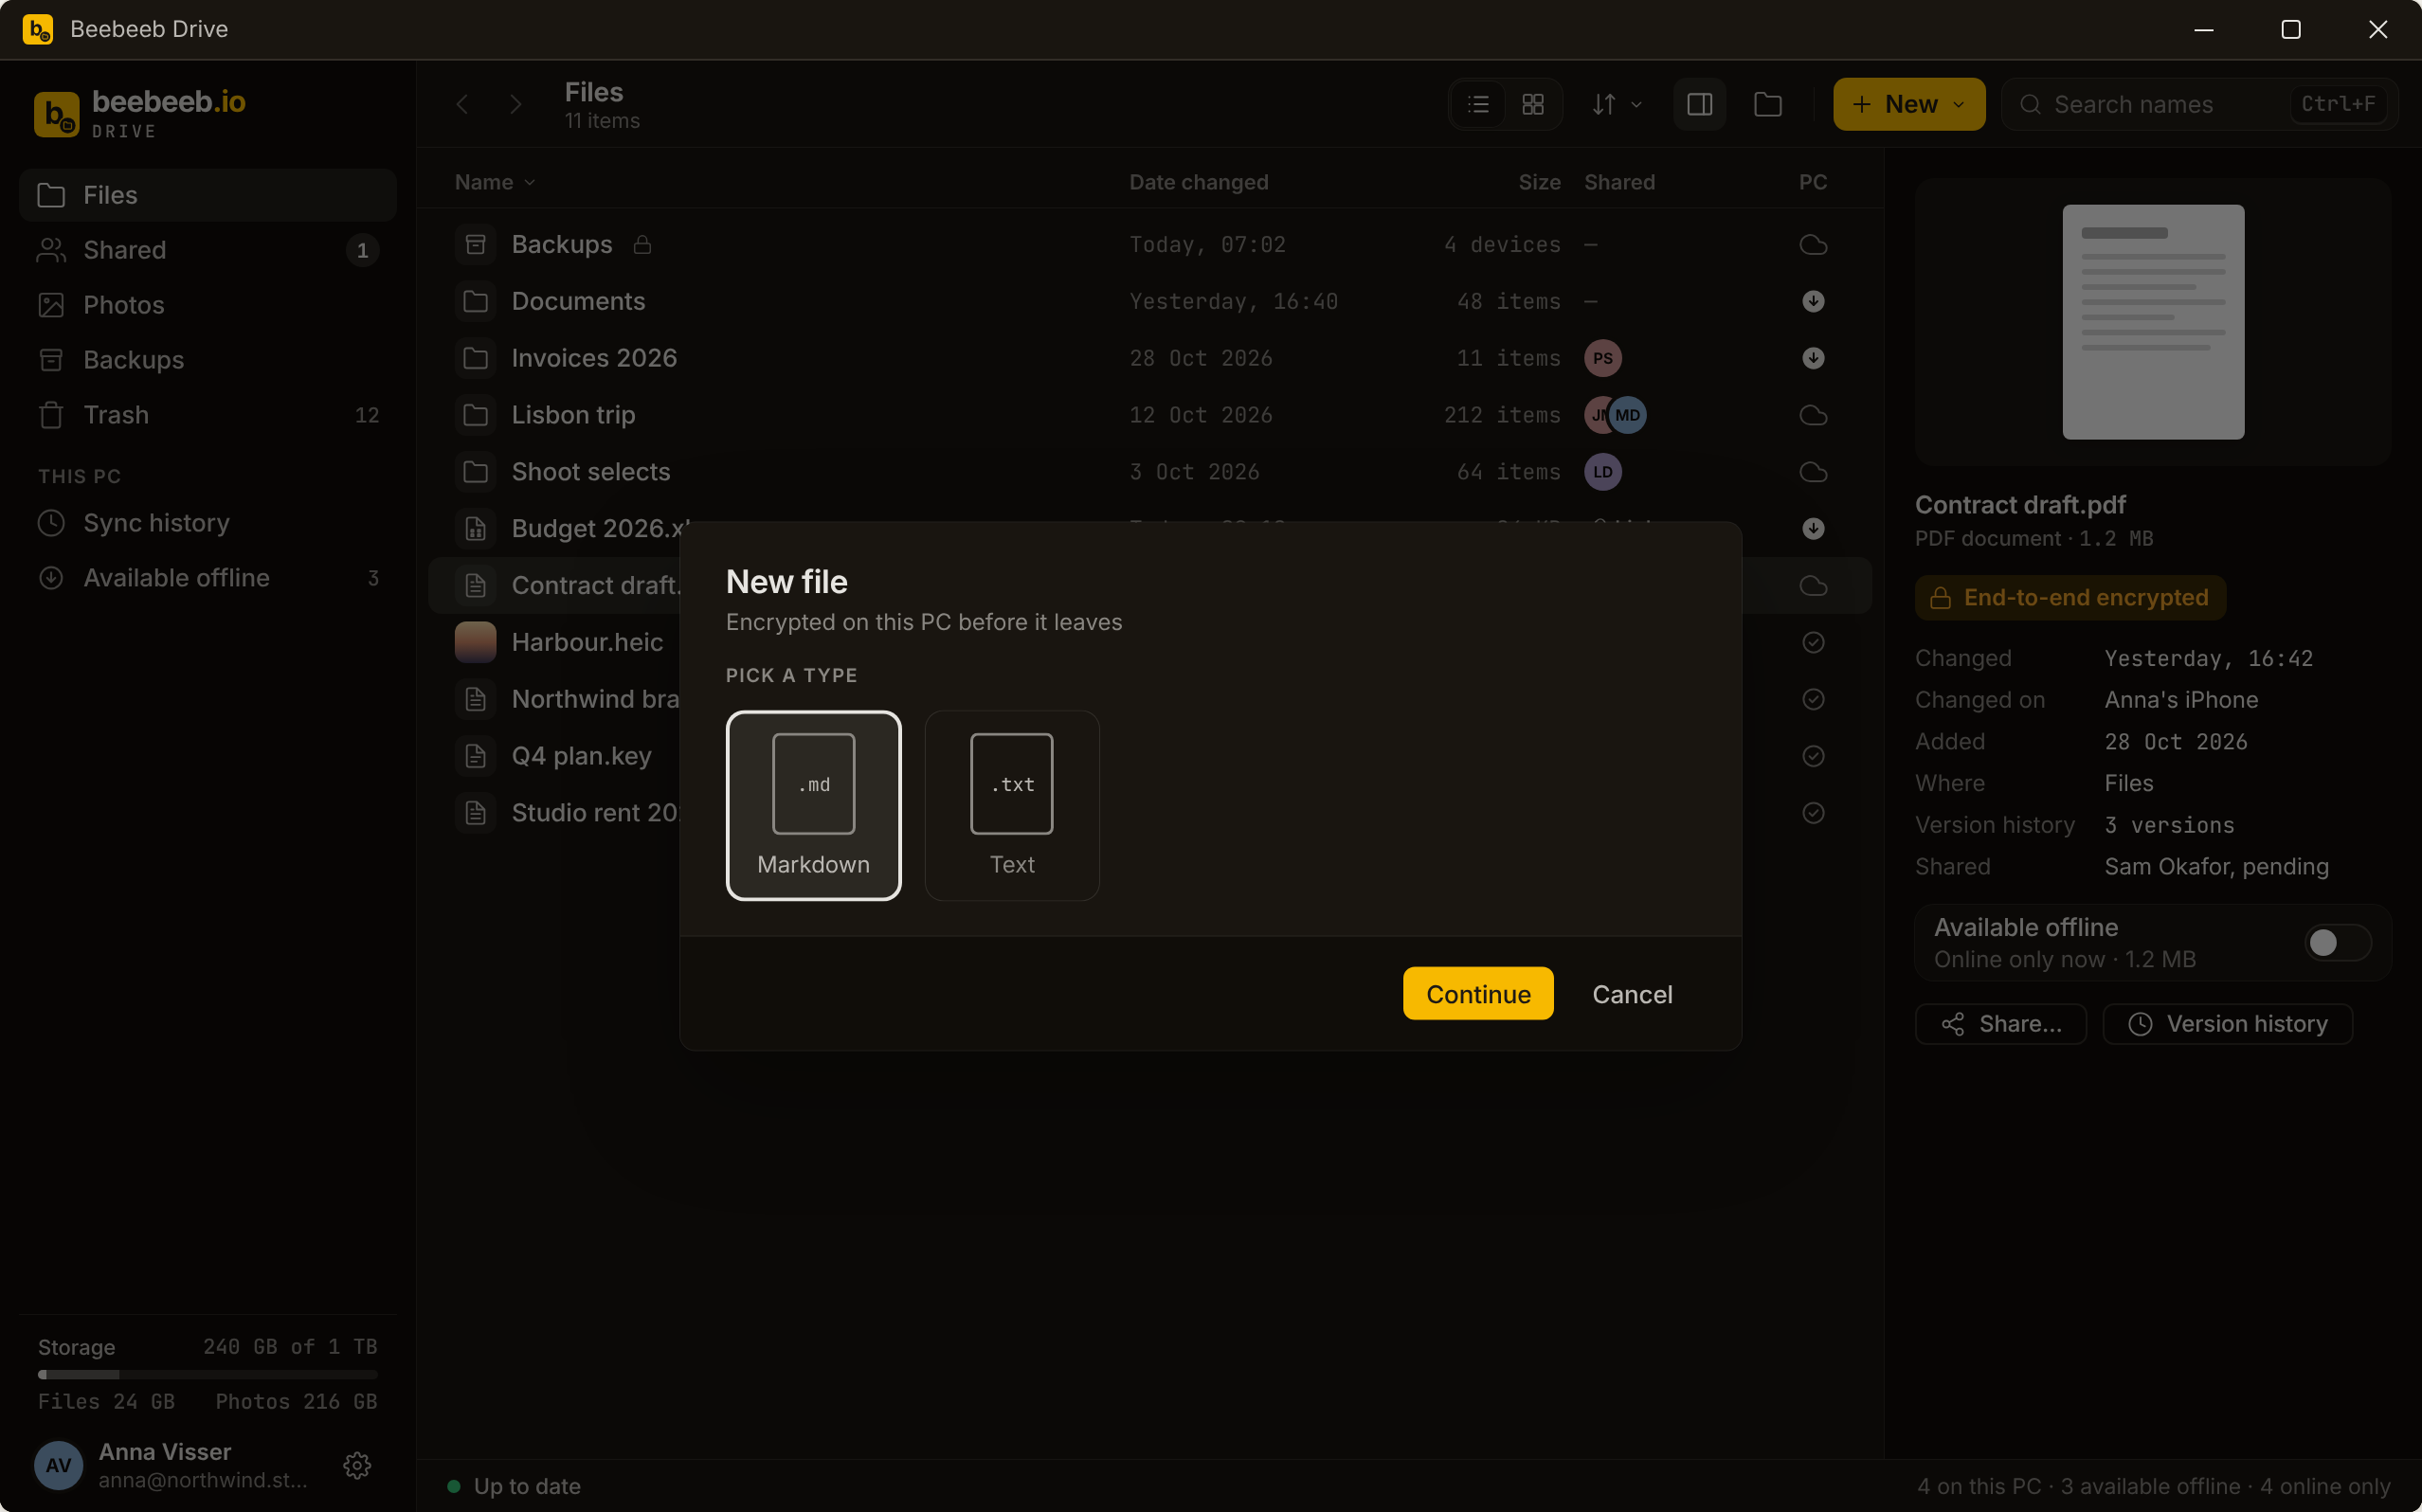 Beebeeb Drive
beebeeb.io
DRIVE
Files
Shared 1
Photos
Backups
Trash 12
THIS PC
Sync history
Available offline 3
Storage 240 GB of 1 TB
Files 24 GB Photos 216 GB
AV
Anna Visser
anna@northwind.st...
Files
11 items
New
Search names Ctrl+F
Name Date changed Size Shared PC
Backups Today, 07:02 4 devices –
Documents Yesterday, 16:40 48 items –
Invoices 2026 28 Oct 2026 11 items PS
Lisbon trip 12 Oct 2026 212 items MD
Shoot selects 3 Oct 2026 64 items LD
Budget 2026.x
Contract draft.
Harbour.heic
Northwind bra
Q4 plan.key
Studio rent 20
New file
Encrypted on this PC before it leaves
PICK A TYPE
.md
Markdown
.txt
Text
Continue
Cancel
Contract draft.pdf
PDF document · 1.2 MB
End-to-end encrypted
Changed Yesterday, 16:42
Changed on Anna's iPhone
Added 28 Oct 2026
Where Files
Version history 3 versions
Shared Sam Okafor, pending
Available offline
Online only now · 1.2 MB
Share...
Version history
Up to date
4 on this PC · 3 available offline · 4 online only